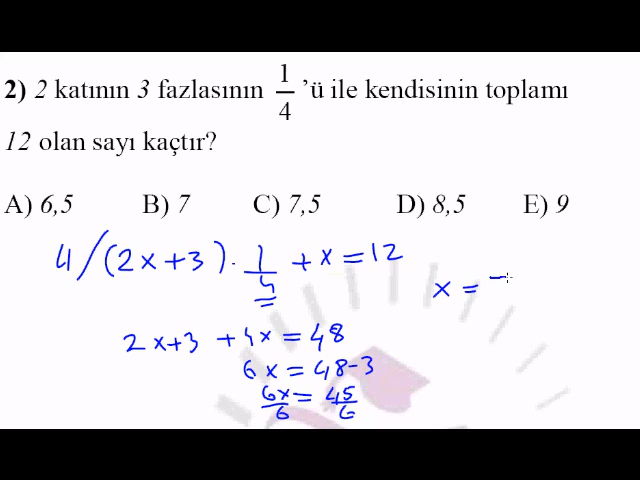 2) 2 katının 3 fazlasının 1/4 'ü ile kendisinin toplamı
12 olan sayı kaçtır?
A) 6,5 B) 7 C) 7,5 D) 8,5 E) 9
4/(2x+3).1/4 + x = 12
x =
2x+3 +4x = 48
6x = 48-3
6x/6 = 45/6